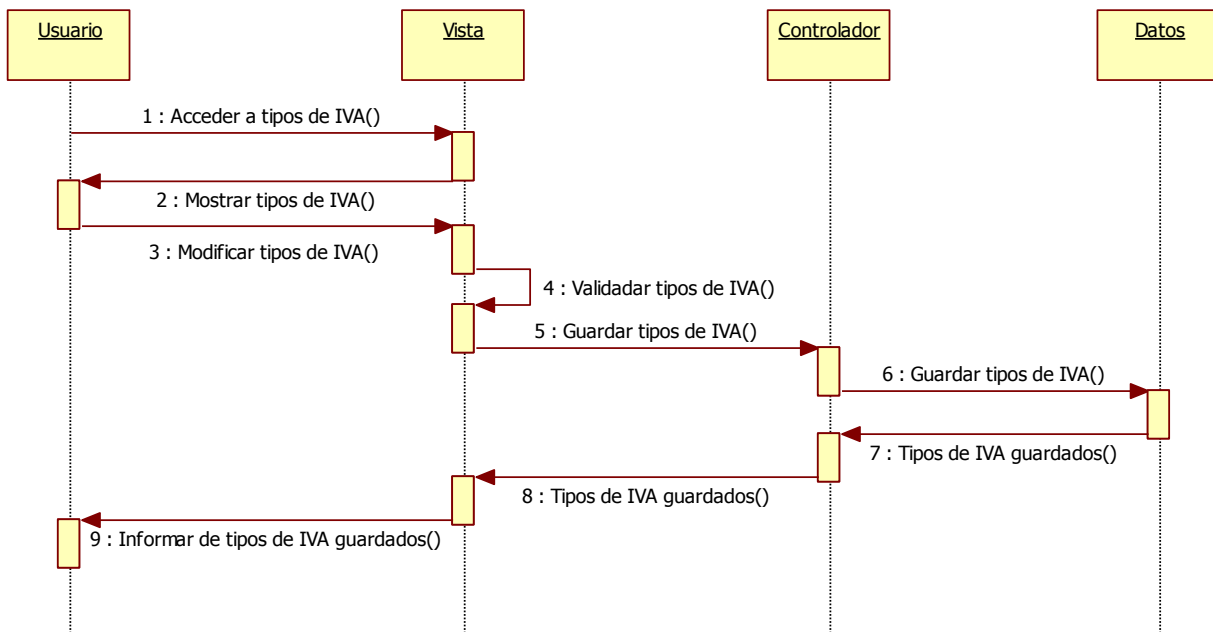 Usuario
Vista
Controlador
Datos
1 : Acceder a tipos de IVA()
2 : Mostrar tipos de IVA()
3 : Modificar tipos de IVA()
4 : Validadar tipos de IVA()
5 : Guardar tipos de IVA()
6 : Guardar tipos de IVA()
7 : Tipos de IVA guardados()
8 : Tipos de IVA guardados()
9 : Informar de tipos de IVA guardados()